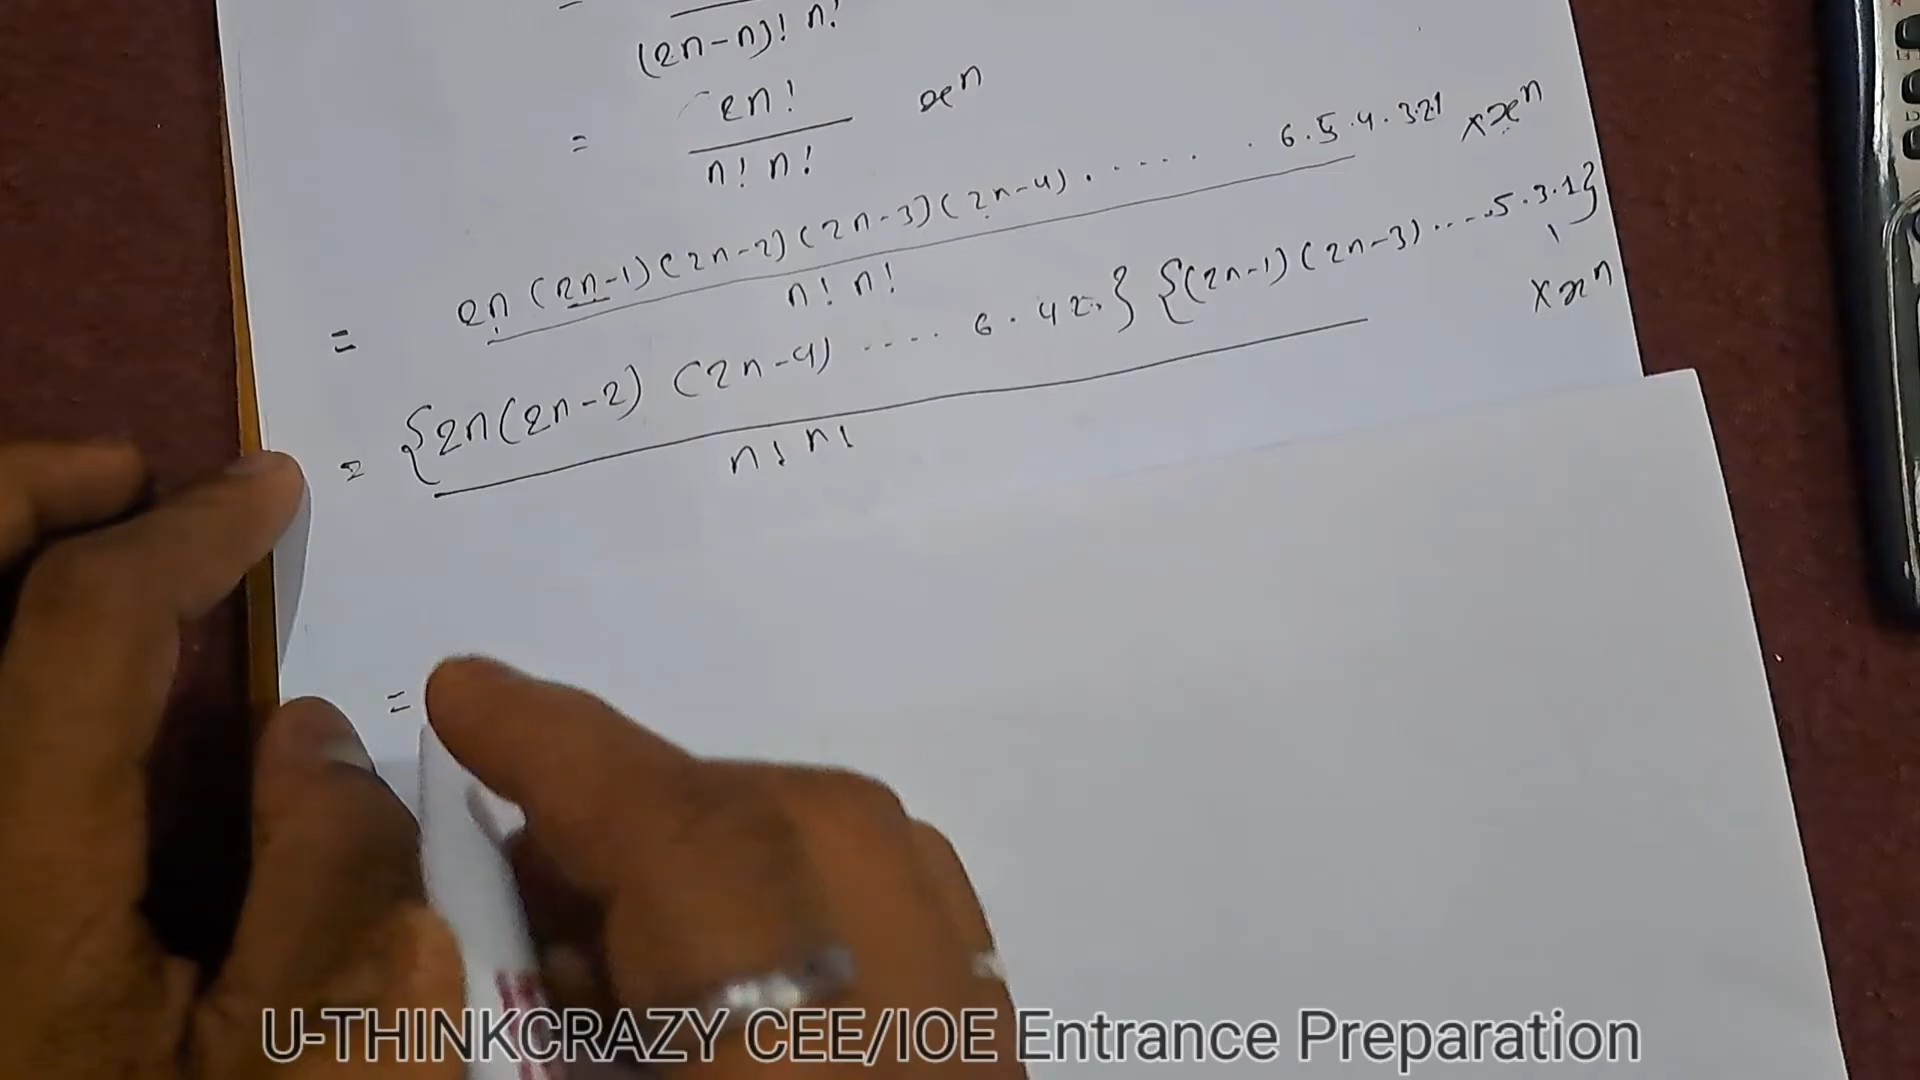 (2n-n)! n!
= 2n! / n! n! x^n
= 2n(2n-1)(2n-2)(2n-3)(2n-4)........6.5.4.3.2.1 / n! n! × x^n
= {2n(2n-2)(2n-4)....6.4 2.}{(2n-1)(2n-3)....5.3.1} / n! n! × x^n
=
U-THINKCRAZY CEE/IOE Entrance Preparation